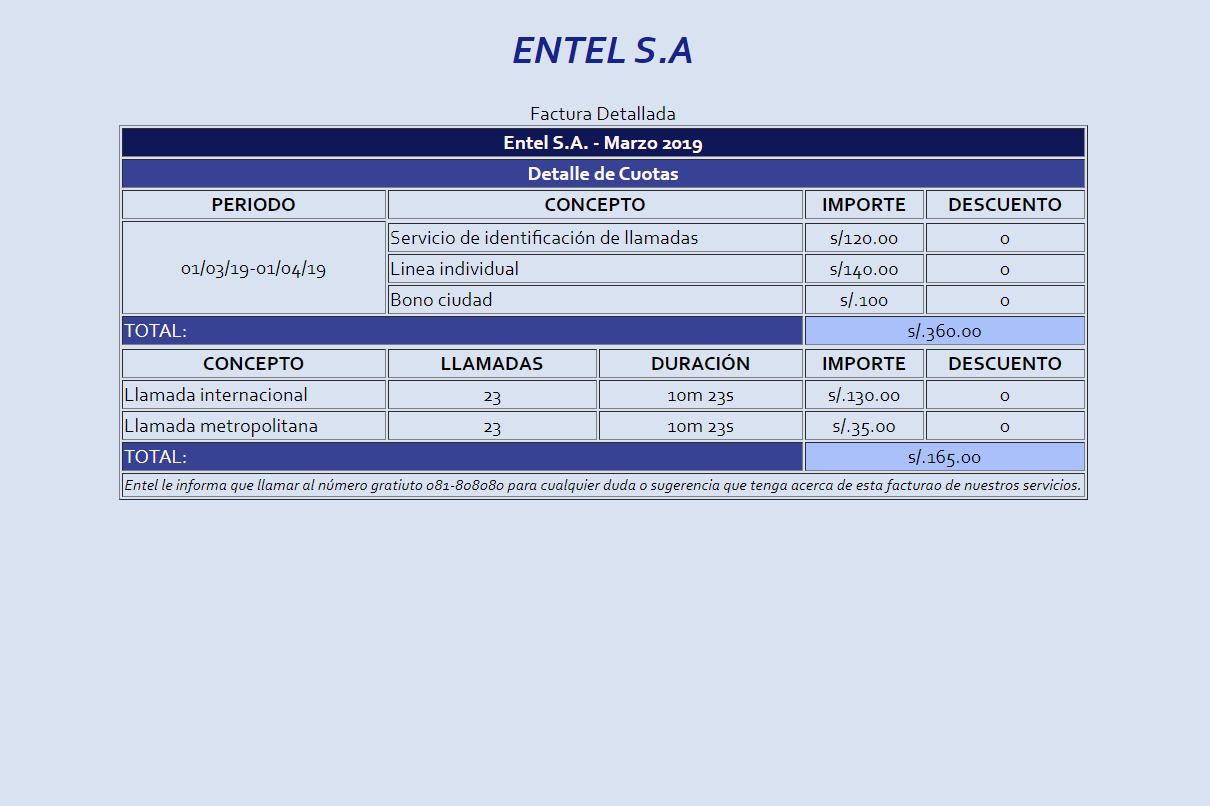 ENTEL S.A
Factura Detallada
Entel S.A. - Marzo 2019
Detalle de Cuotas
PERIODO CONCEPTO IMPORTE DESCUENTO
01/03/19-01/04/19
Servicio de identificación de llamadas s/120.00 0
Linea individual s/140.00 0
Bono ciudad s/.100 0
TOTAL: s/.360.00
CONCEPTO LLAMADAS DURACIÓN IMPORTE DESCUENTO
Llamada internacional 23 10m 23s s/.130.00 0
Llamada metropolitana 23 10m 23s s/.35.00 0
TOTAL: s/.165.00
Entel le informa que llamar al número gratiuto 081-808080 para cualquier duda o sugerencia que tenga acerca de esta facturao de nuestros servicios.